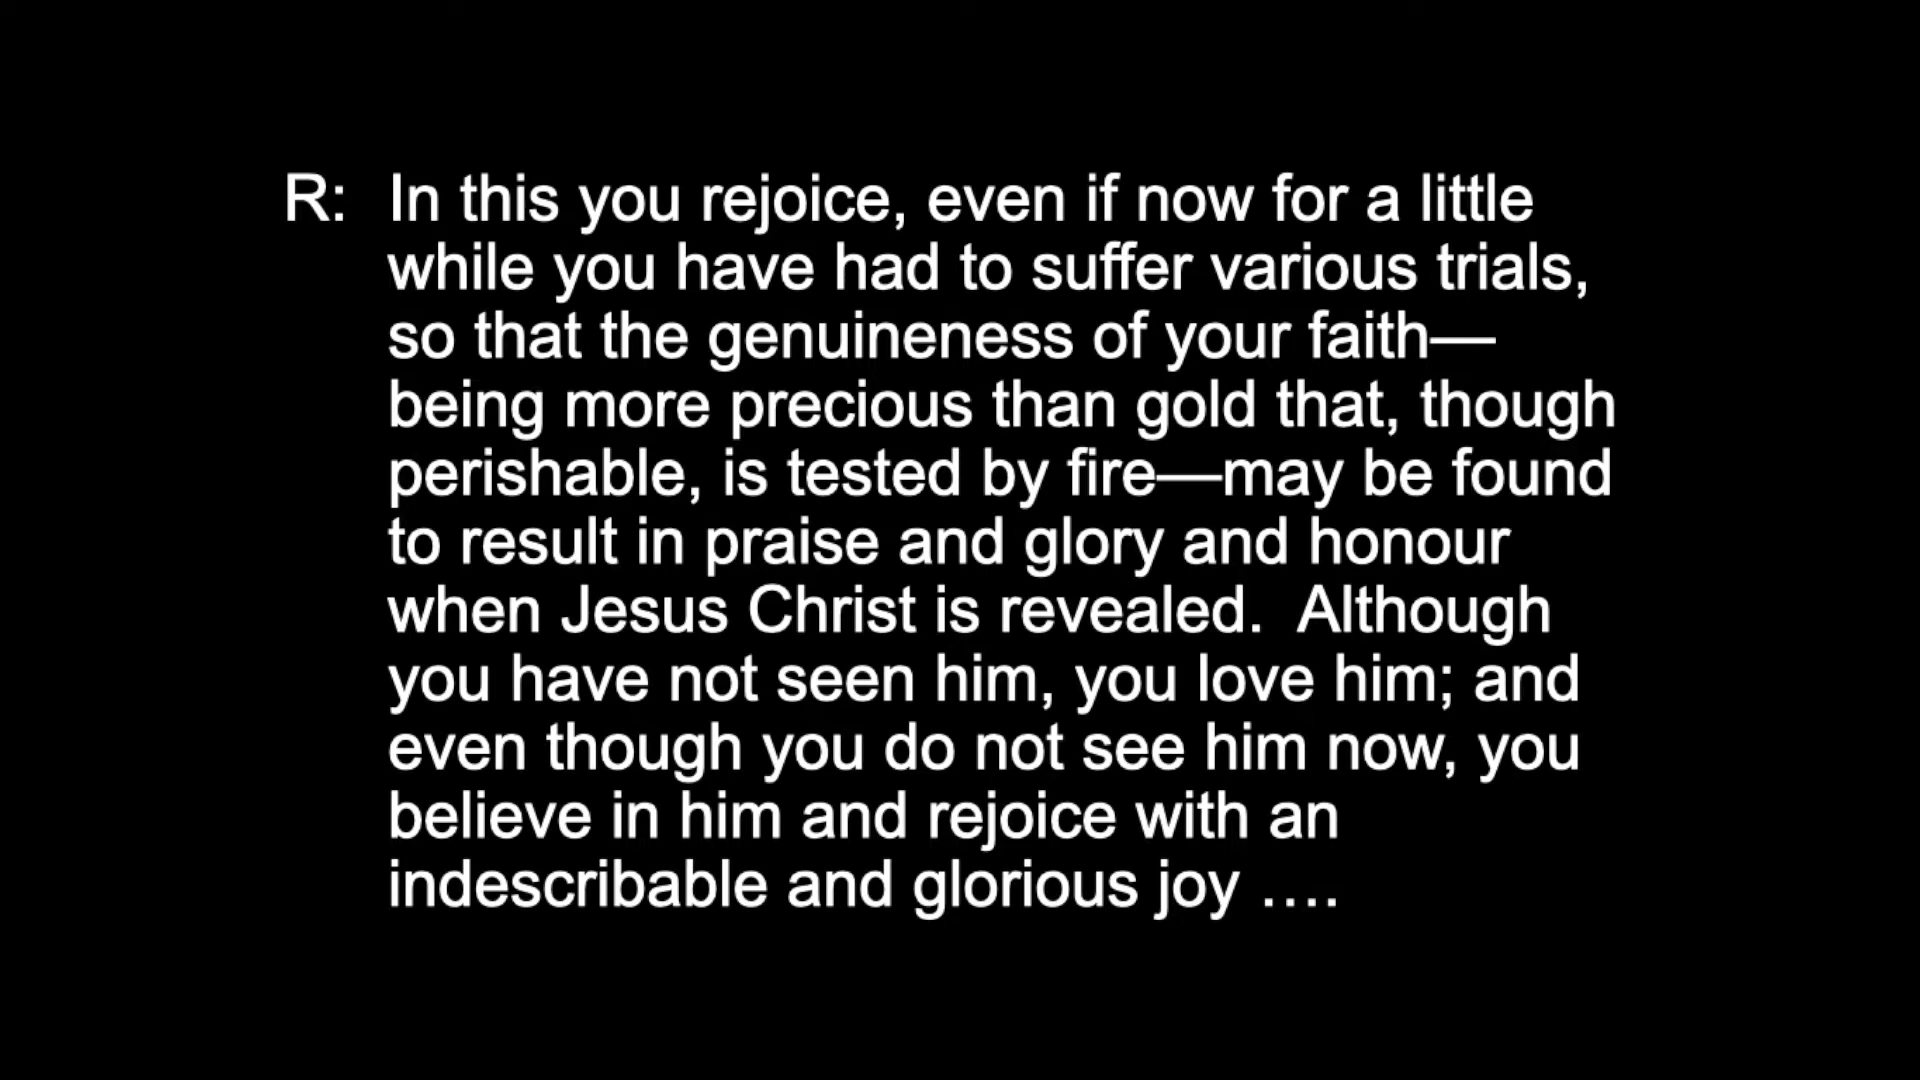 R: In this you rejoice, even if now for a little
while you have had to suffer various trials,
so that the genuineness of your faith—
being more precious than gold that, though
perishable, is tested by fire—may be found
to result in praise and glory and honour
when Jesus Christ is revealed.  Although
you have not seen him, you love him; and
even though you do not see him now, you
believe in him and rejoice with an
indescribable and glorious joy ….